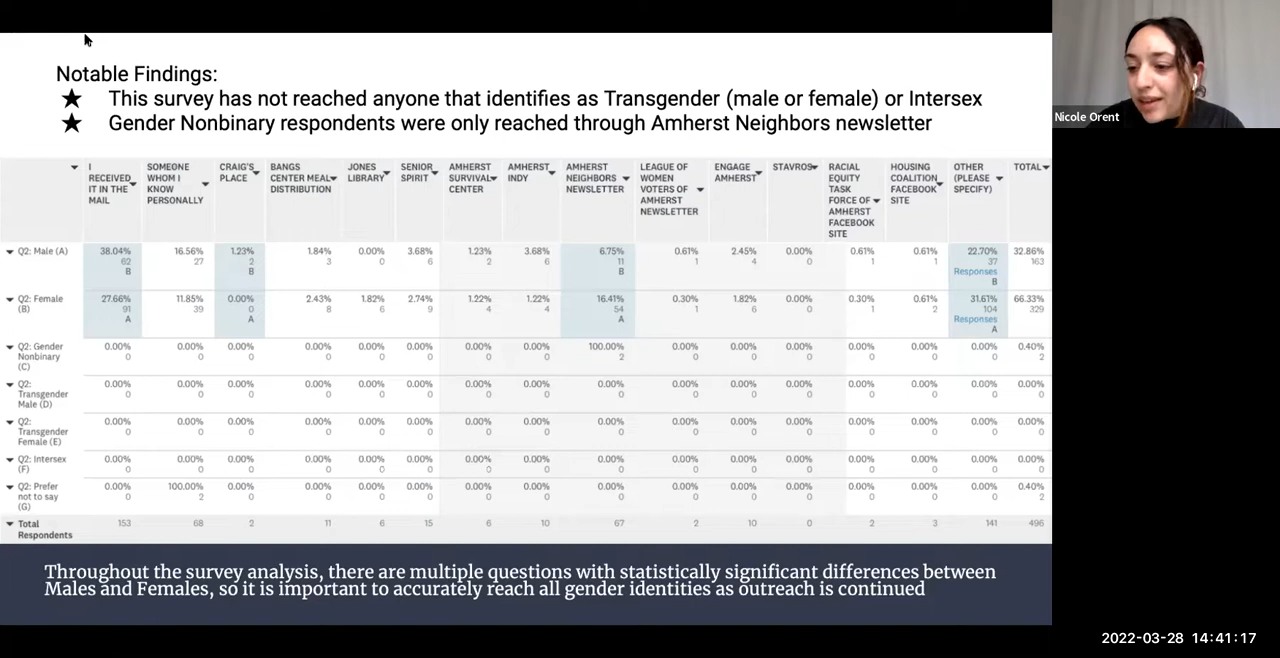 Notable Findings:
★ This survey has not reached anyone that identifies as Transgender (male or female) or Intersex
★ Gender Nonbinary respondents were only reached through Amherst Neighbors newsletter
Nicole Orent
I RECEIVED IT IN THE MAIL
SOMEONE WHOM I KNOW PERSONALLY
CRAIG'S PLACE
BANGS CENTER MEAL DISTRIBUTION
JONES LIBRARY
SENIOR SPIRIT
AMHERST SURVIVAL CENTER
AMHERST INDY
AMHERST NEIGHBORS NEWSLETTER
LEAGUE OF WOMEN VOTERS OF AMHERST NEWSLETTER
ENGAGE AMHERST
STAVROS
RACIAL EQUITY TASK FORCE OF AMHERST FACEBOOK SITE
HOUSING COALITION FACEBOOK SITE
OTHER (PLEASE SPECIFY)
TOTAL
Q2: Male (A) 38.04% 16.56% 1.23% 1.84% 0.00% 3.68% 1.23% 3.68% 6.75% 0.61% 2.45% 0.00% 0.61% 0.61% 22.70% 32.86%
62 27 2 3 0 6 2 6 11 1 4 0 1 1 37 163
Responses
B B B B
Q2: Female 27.66% 11.85% 0.00% 2.43% 1.82% 2.74% 1.22% 1.22% 16.41% 0.30% 1.82% 0.00% 0.30% 0.61% 31.61% 66.33%
(B) 91 39 0 8 6 9 4 4 54 1 6 0 1 2 104 329
A A A Responses
A
Q2: Gender 0.00% 0.00% 0.00% 0.00% 0.00% 0.00% 0.00% 0.00% 100.00% 0.00% 0.00% 0.00% 0.00% 0.00% 0.00% 0.40%
Nonbinary 0 0 0 0 0 0 0 0 2 0 0 0 0 0 0 2
(C)
Q2: 0.00% 0.00% 0.00% 0.00% 0.00% 0.00% 0.00% 0.00% 0.00% 0.00% 0.00% 0.00% 0.00% 0.00% 0.00% 0.00%
Transgender 0 0 0 0 0 0 0 0 0 0 0 0 0 0 0 0
Male (D)
Q2: 0.00% 0.00% 0.00% 0.00% 0.00% 0.00% 0.00% 0.00% 0.00% 0.00% 0.00% 0.00% 0.00% 0.00% 0.00% 0.00%
Transgender 0 0 0 0 0 0 0 0 0 0 0 0 0 0 0 0
Female (E)
Q2: Intersex 0.00% 0.00% 0.00% 0.00% 0.00% 0.00% 0.00% 0.00% 0.00% 0.00% 0.00% 0.00% 0.00% 0.00% 0.00% 0.00%
(F) 0 0 0 0 0 0 0 0 0 0 0 0 0 0 0 0
Q2: Prefer 0.00% 100.00% 0.00% 0.00% 0.00% 0.00% 0.00% 0.00% 0.00% 0.00% 0.00% 0.00% 0.00% 0.00% 0.00% 0.40%
not to say 0 2 0 0 0 0 0 0 0 0 0 0 0 0 0 2
(G)
Total Respondents 153 68 2 11 6 15 6 10 67 2 10 0 2 3 141 496
Throughout the survey analysis, there are multiple questions with statistically significant differences between
Males and Females, so it is important to accurately reach all gender identities as outreach is continued
2022-03-28 14:41:17